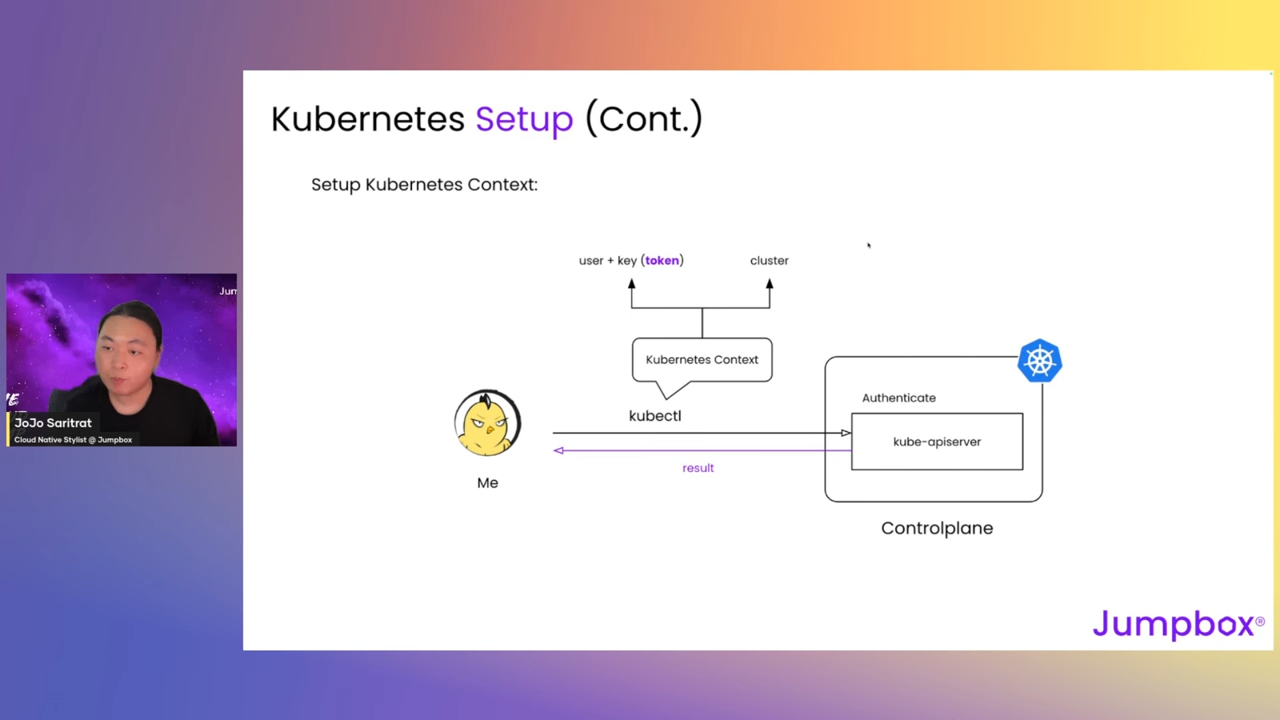 Kubernetes Setup (Cont.)
Setup Kubernetes Context:
user + key (token)
cluster
Kubernetes Context
kubectl
Authenticate
kube-apiserver
result
Me
Controlplane
Jumpbox®
JoJo Saritrat
Cloud Native Stylist @ Jumpbox